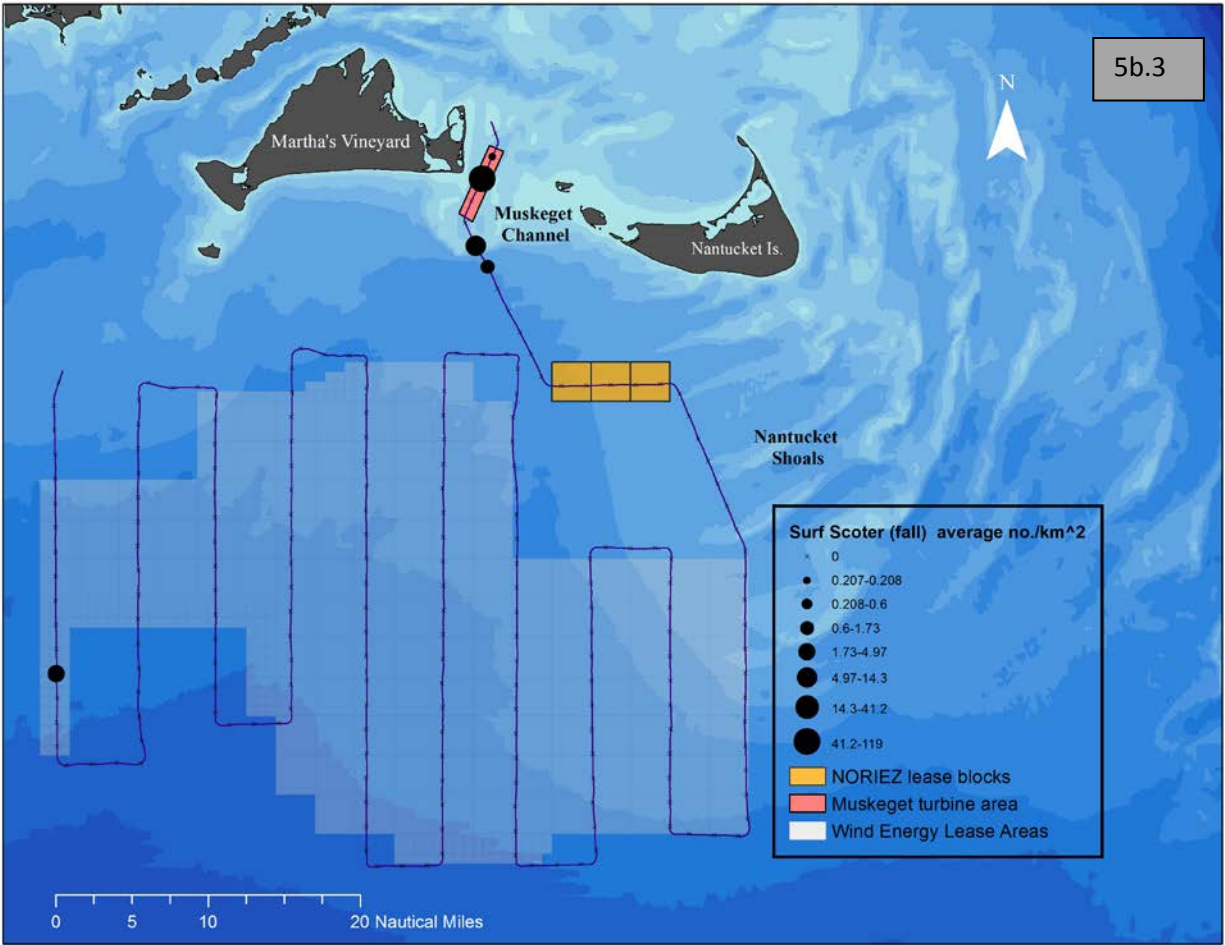 5b.3
N
Martha's Vineyard
Muskeget
Channel
Nantucket Is.
Nantucket
Shoals
Surf Scoter (fall) average no./km^2
0
0.207-0.208
0.208-0.6
0.6-1.73
1.73-4.97
4.97-14.3
14.3-41.2
41.2-119
NORIEZ lease blocks
Muskeget turbine area
Wind Energy Lease Areas
0 5 10 20 Nautical Miles